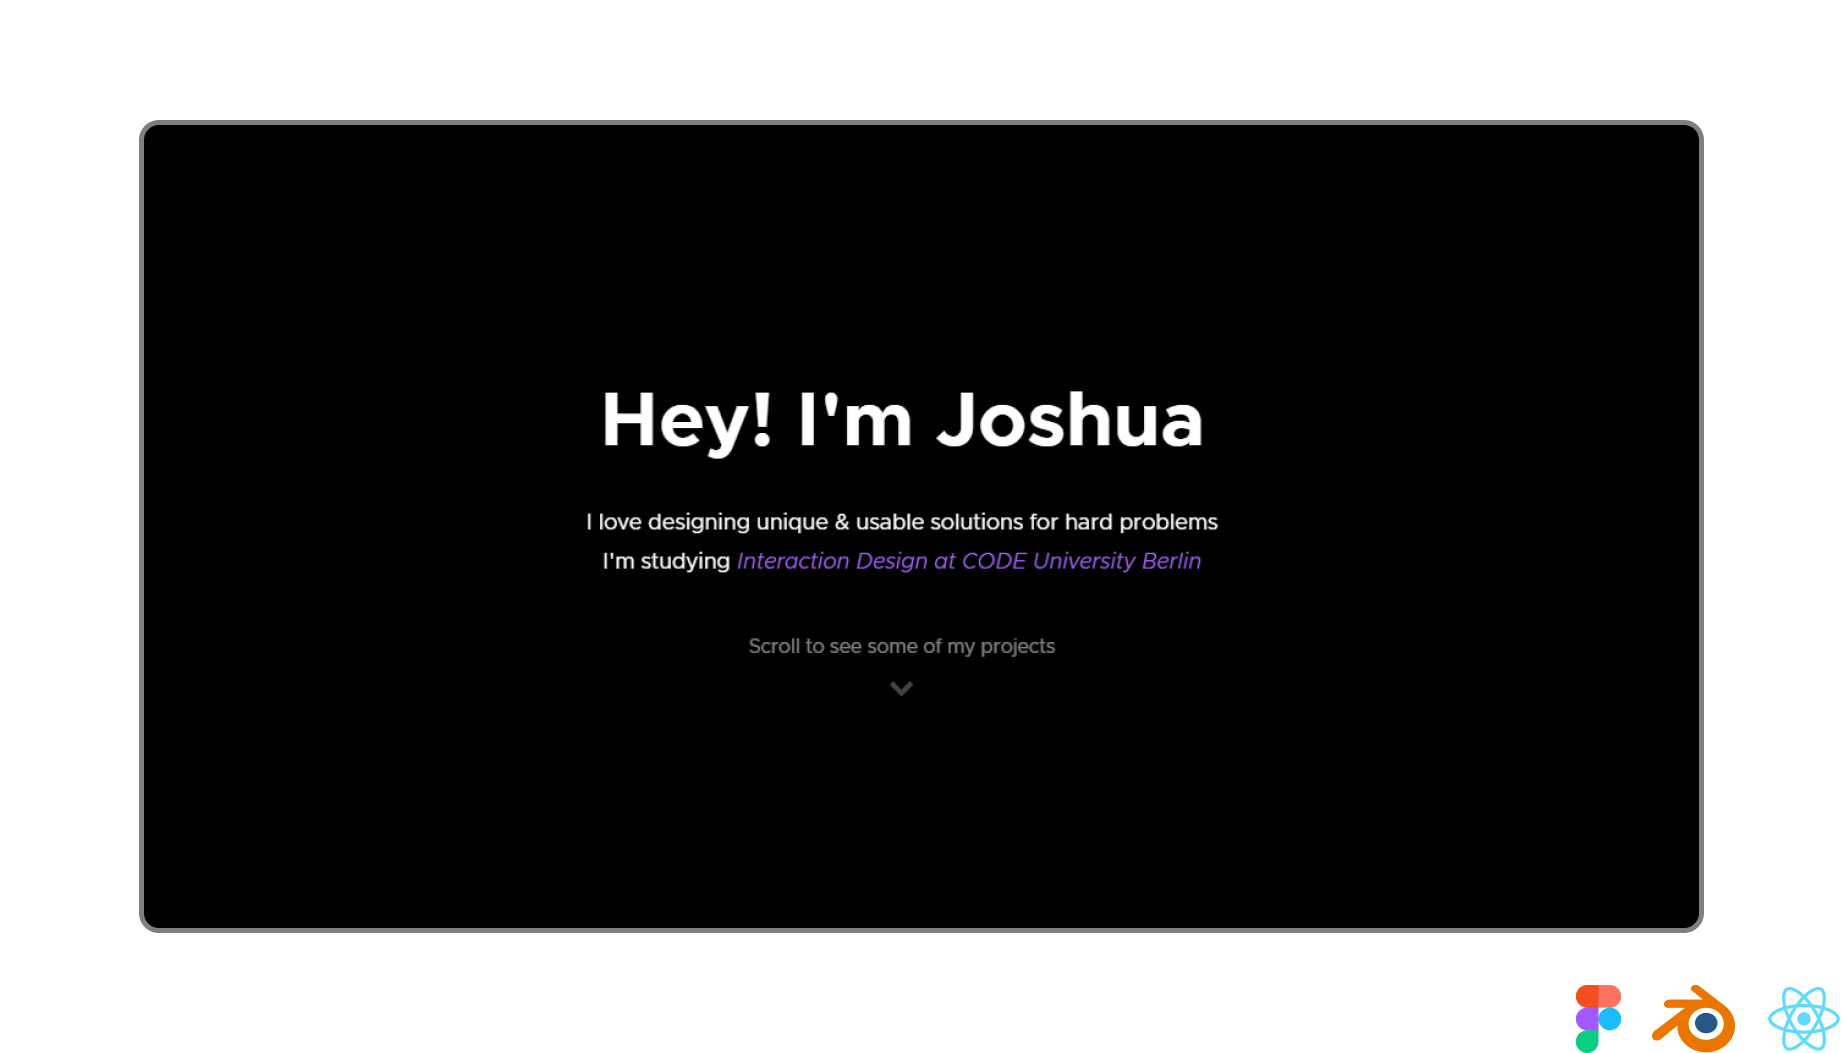 Hey! I'm Joshua
I love designing unique & usable solutions for hard problems
I'm studying Interaction Design at CODE University Berlin
Scroll to see some of my projects